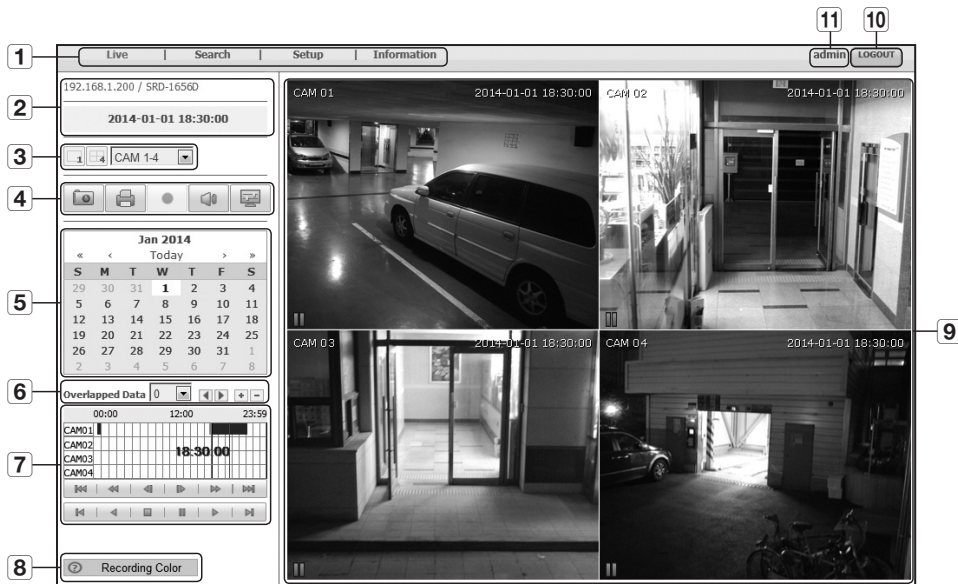 11 10
1 Live | Search | Setup | Information admin LOGOUT
2 192.168.1.200 / SRD-1656D
2014-01-01 18:30:00
3 1 4 CAM 1-4
4
5 Jan 2014
« ‹ Today › »
S M T W T F S
29 30 31 1 2 3 4
5 6 7 8 9 10 11
12 13 14 15 16 17 18
19 20 21 22 23 24 25
26 27 28 29 30 31 1
2 3 4 5 6 7 8
6 Overlapped Data 0 + -
7 00:00 12:00 23:59
CAM01
CAM02
CAM03
CAM04
18:30:00
8 ? Recording Color
CAM 01 2014-01-01 18:30:00
CAM 02 2014-01-01 18:30:00
CAM 03 2014-01-01 18:30:00
CAM 04 2014-01-01 18:30:00
9